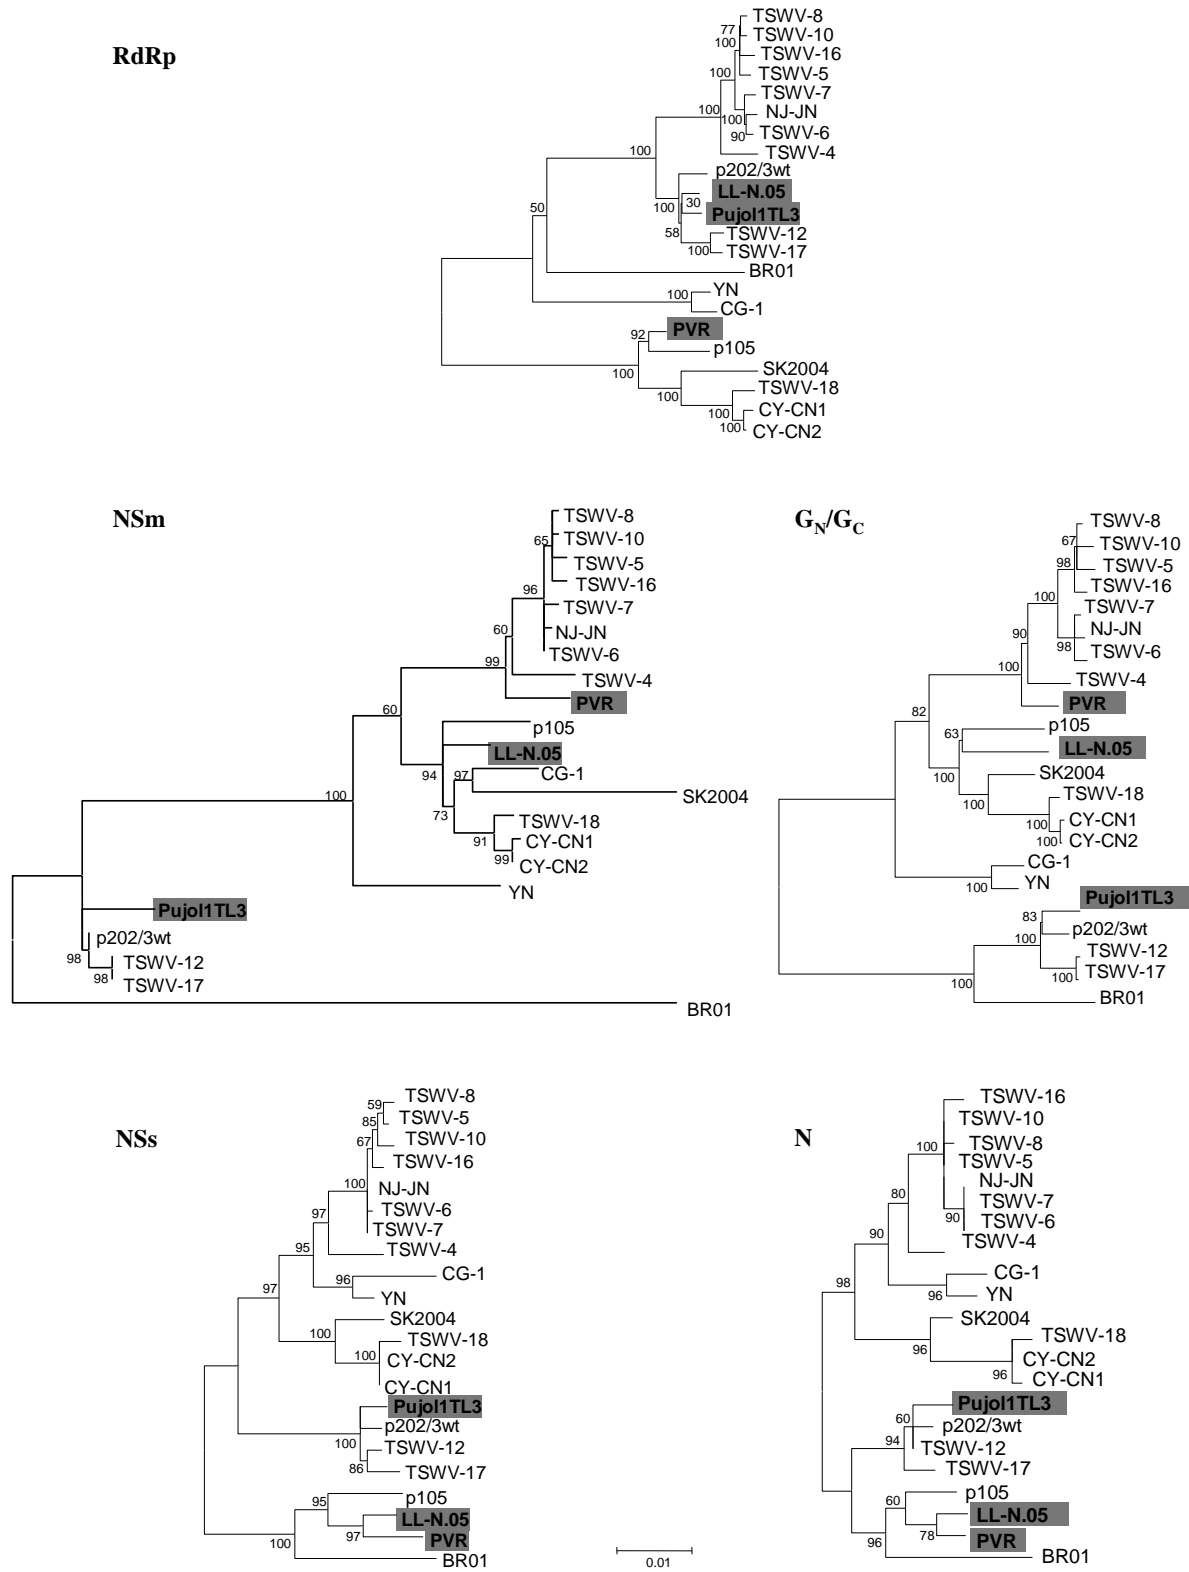 RdRp
TSWV-8
77
TSWV-10
100
TSWV-16
100
TSWV-5
TSWV-7
100
NJ-JN
100
90
TSWV-6
TSWV-4
100
p202/3wt
LL-N.05
100
30
Pujol1TL3
50
58
TSWV-12
100
TSWV-17
BR01
YN
100
CG-1
PVR
92
p105
100
SK2004
100
TSWV-18
100
CY-CN1
100
CY-CN2
NSm
TSWV-8
65
TSWV-10
TSWV-5
TSWV-16
96
TSWV-7
60
NJ-JN
TSWV-6
99
TSWV-4
PVR
60
p105
LL-N.05
94
97
CG-1
100
SK2004
73
TSWV-18
91
CY-CN1
99
CY-CN2
YN
Pujol1TL3
p202/3wt
98
TSWV-12
98
TSWV-17
BR01
GN/GC
TSWV-8
67
TSWV-10
98
TSWV-5
TSWV-16
100
TSWV-7
90
NJ-JN
98
TSWV-6
100
TSWV-4
PVR
82
p105
63
LL-N.05
100
SK2004
100
TSWV-18
100
CY-CN1
100
CY-CN2
CG-1
100
YN
Pujol1TL3
83
p202/3wt
100
TSWV-12
100
TSWV-17
100
BR01
NSs
TSWV-8
59
TSWV-5
85
67
TSWV-10
TSWV-16
100
NJ-JN
97
TSWV-6
TSWV-7
95
TSWV-4
96
CG-1
97
YN
SK2004
100
TSWV-18
100
CY-CN2
CY-CN1
Pujol1TL3
p202/3wt
100
TSWV-12
86
TSWV-17
95
p105
LL-N.05
97
PVR
100
BR01
0.01
N
TSWV-16
TSWV-10
100
TSWV-8
TSWV-5
NJ-JN
80
TSWV-7
90
TSWV-6
90
TSWV-4
CG-1
98
96
YN
SK2004
96
TSWV-18
CY-CN2
96
CY-CN1
Pujol1TL3
60
p202/3wt
94
TSWV-12
TSWV-17
p105
60
LL-N.05
78
PVR
96
BR01